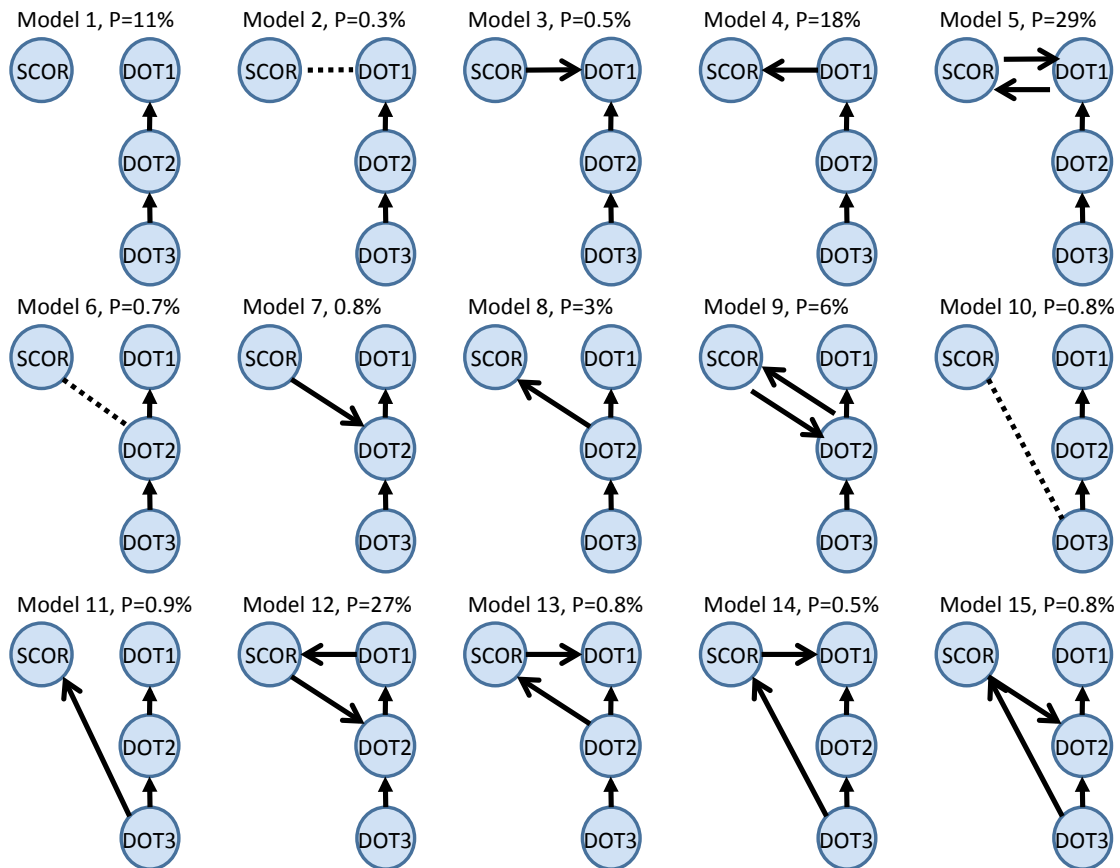 Model 1, P=11% Model 2, P=0.3% Model 3, P=0.5% Model 4, P=18% Model 5, P=29%
SCOR DOT1 SCOR DOT1 SCOR DOT1 SCOR DOT1 SCOR DOT1
DOT2 DOT2 DOT2 DOT2 DOT2
DOT3 DOT3 DOT3 DOT3 DOT3
Model 6, P=0.7% Model 7, 0.8% Model 8, P=3% Model 9, P=6% Model 10, P=0.8%
SCOR DOT1 SCOR DOT1 SCOR DOT1 SCOR DOT1 SCOR DOT1
DOT2 DOT2 DOT2 DOT2 DOT2
DOT3 DOT3 DOT3 DOT3 DOT3
Model 11, P=0.9% Model 12, P=27% Model 13, P=0.8% Model 14, P=0.5% Model 15, P=0.8%
SCOR DOT1 SCOR DOT1 SCOR DOT1 SCOR DOT1 SCOR DOT1
DOT2 DOT2 DOT2 DOT2 DOT2
DOT3 DOT3 DOT3 DOT3 DOT3